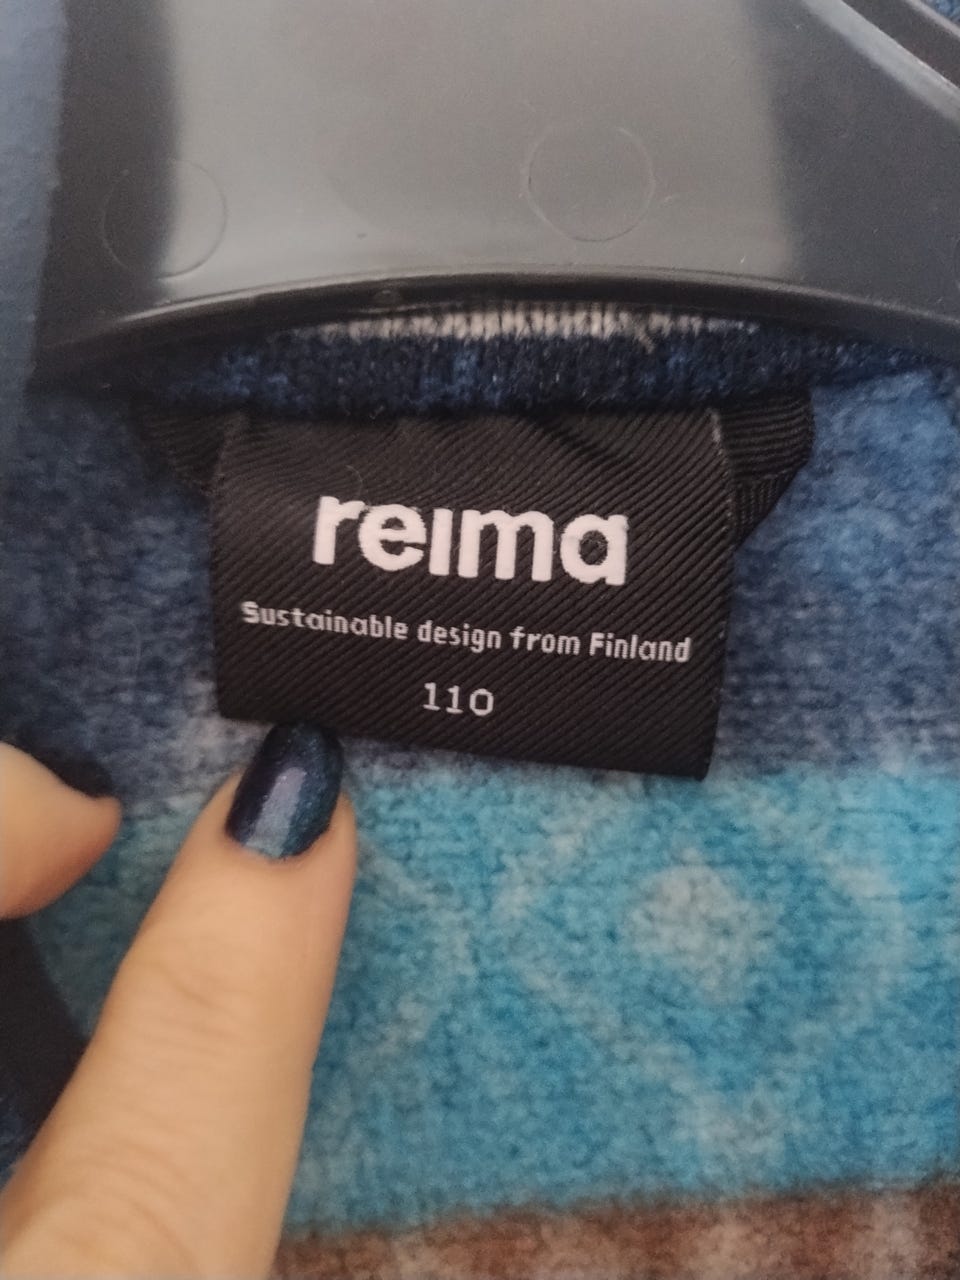 reima
Sustainable design from Finland
110